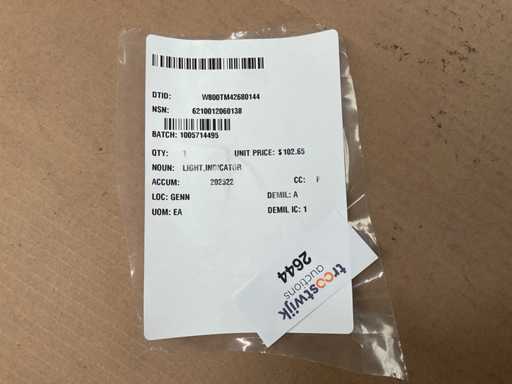 DTID: W800TM42680144
NSN: 6210012060138
BATCH: 1005714495
QTY: 1 UNIT PRICE: $102.65
NOUN: LIGHT,INDICATOR
ACCUM: 202322 CC: F
LOC: GENN DEMIL: A
UOM: EA DEMIL IC: 1
troostwijk
auctions
2644